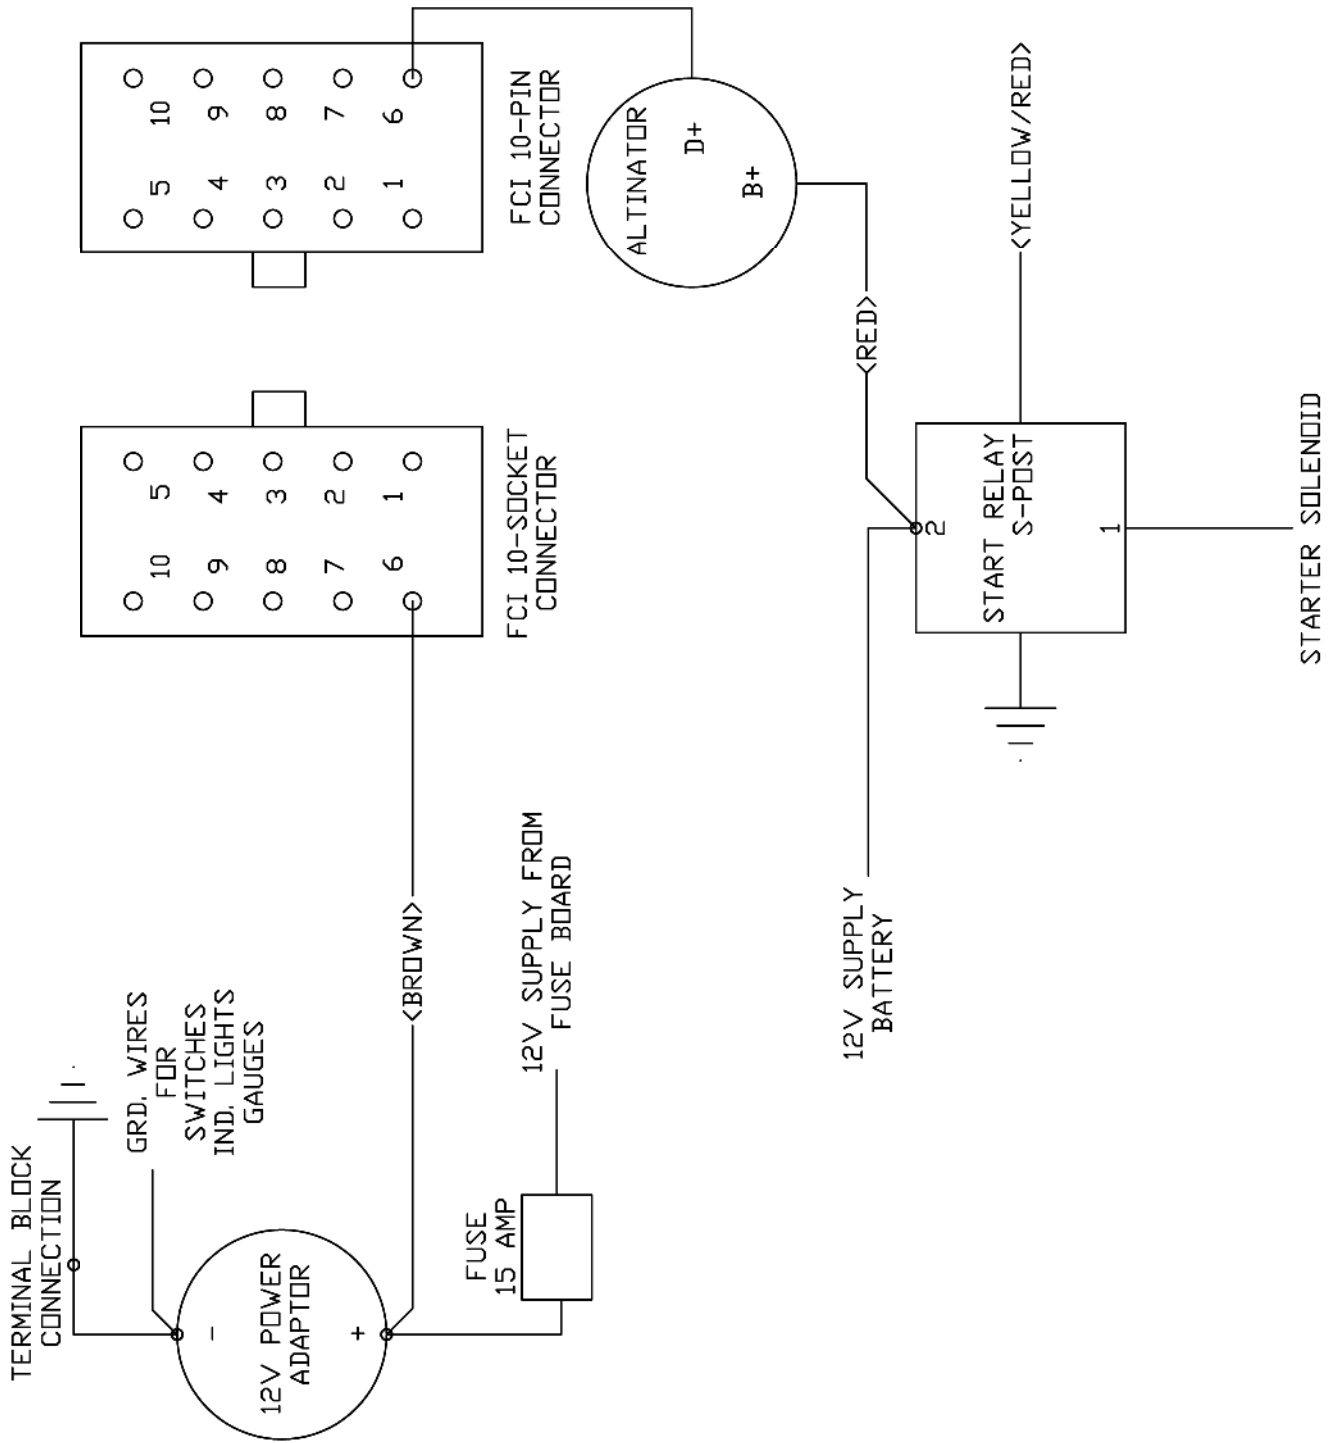 TERMINAL BLOCK
CONNECTION
GRD. WIRES
FOR
SWITCHES
IND. LIGHTS
GAUGES
12V POWER
ADAPTOR
-
+
<BROWN>
FUSE
15 AMP
12V SUPPLY FROM
FUSE BOARD
10 5
9 4
8 3
7 2
6 1
FCI 10-SOCKET
CONNECTOR
5 10
4 9
3 8
2 7
1 6
FCI 10-PIN
CONNECTOR
ALTINATOR
D+
B+
<RED>
12V SUPPLY
BATTERY
2
START RELAY
S-POST
1
<YELLOW/RED>
STARTER SOLENOID